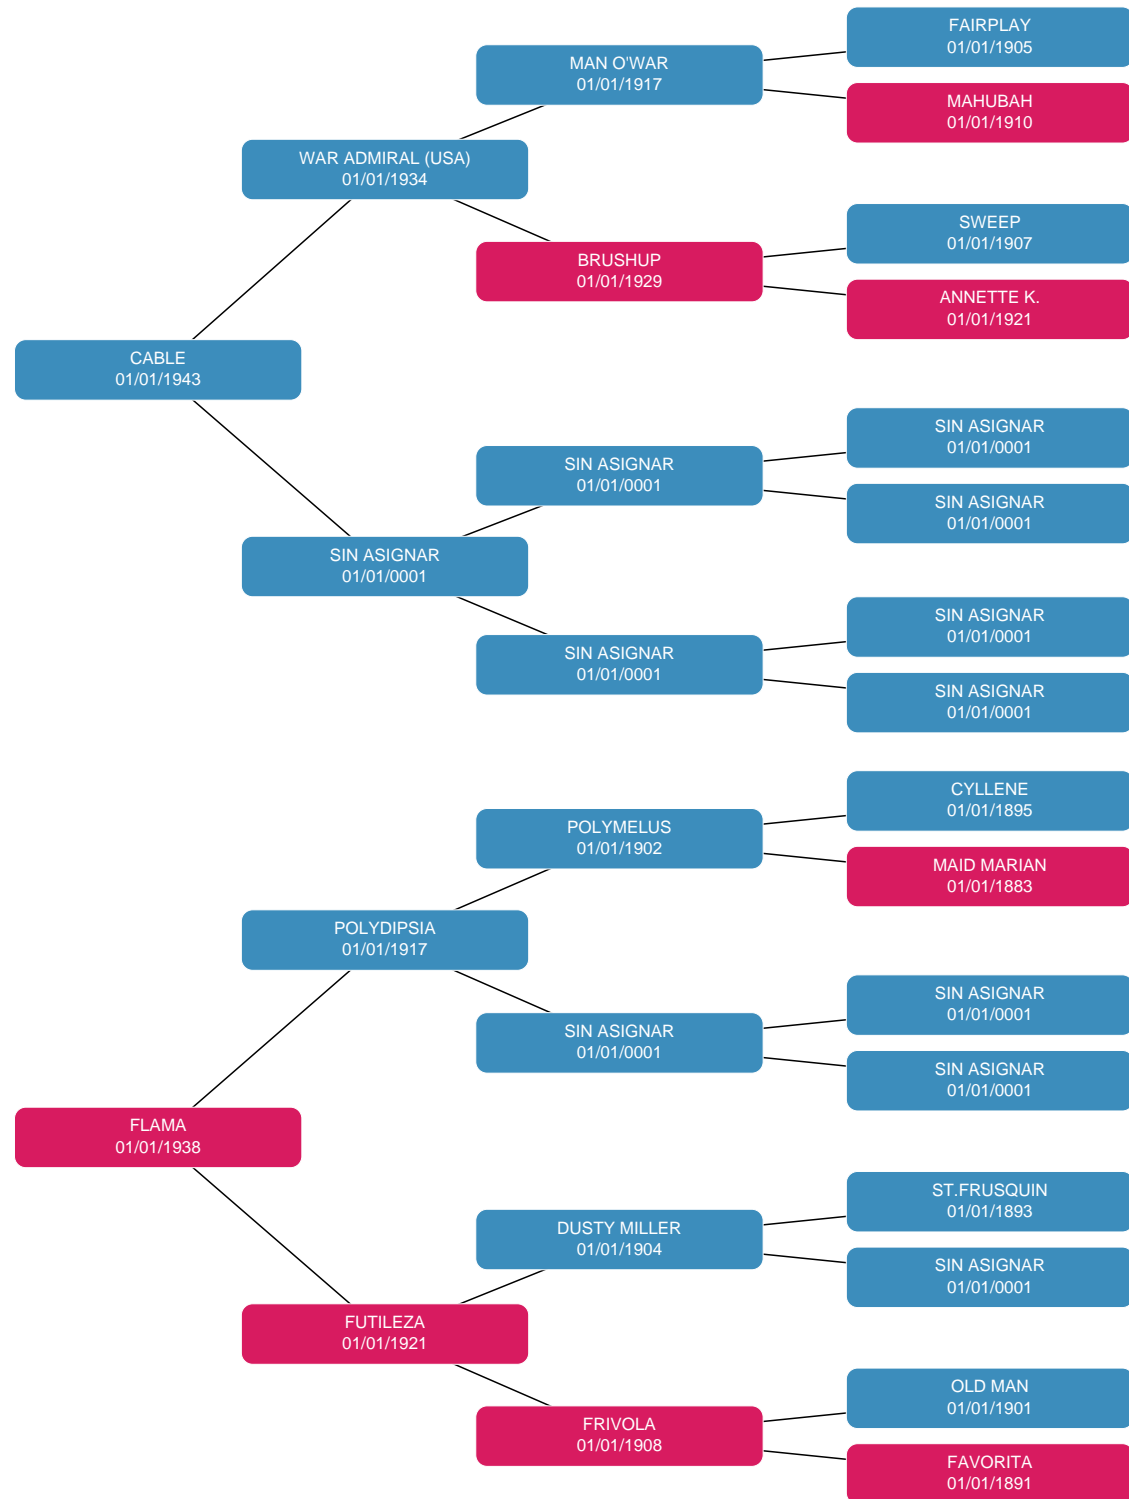 FAIRPLAY
01/01/1905
MAN O'WAR
01/01/1917
MAHUBAH
01/01/1910
WAR ADMIRAL (USA)
01/01/1934
SWEEP
01/01/1907
BRUSHUP
01/01/1929
ANNETTE K.
01/01/1921
CABLE
01/01/1943
SIN ASIGNAR
01/01/0001
SIN ASIGNAR
01/01/0001
SIN ASIGNAR
01/01/0001
SIN ASIGNAR
01/01/0001
SIN ASIGNAR
01/01/0001
SIN ASIGNAR
01/01/0001
SIN ASIGNAR
01/01/0001
CYLLENE
01/01/1895
POLYMELUS
01/01/1902
MAID MARIAN
01/01/1883
POLYDIPSIA
01/01/1917
SIN ASIGNAR
01/01/0001
SIN ASIGNAR
01/01/0001
SIN ASIGNAR
01/01/0001
FLAMA
01/01/1938
ST.FRUSQUIN
01/01/1893
DUSTY MILLER
01/01/1904
SIN ASIGNAR
01/01/0001
FUTILEZA
01/01/1921
OLD MAN
01/01/1901
FRIVOLA
01/01/1908
FAVORITA
01/01/1891